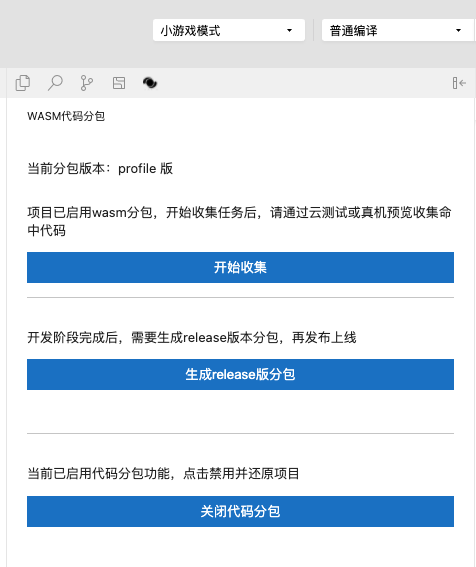 小游戏模式
普通编译
WASM代码分包
当前分包版本：profile 版
项目已启用wasm分包，开始收集任务后，请通过云测试或真机预览收集命
中代码
开始收集
开发阶段完成后，需要生成release版本分包，再发布上线
生成release版分包
当前已启用代码分包功能，点击禁用并还原项目
关闭代码分包